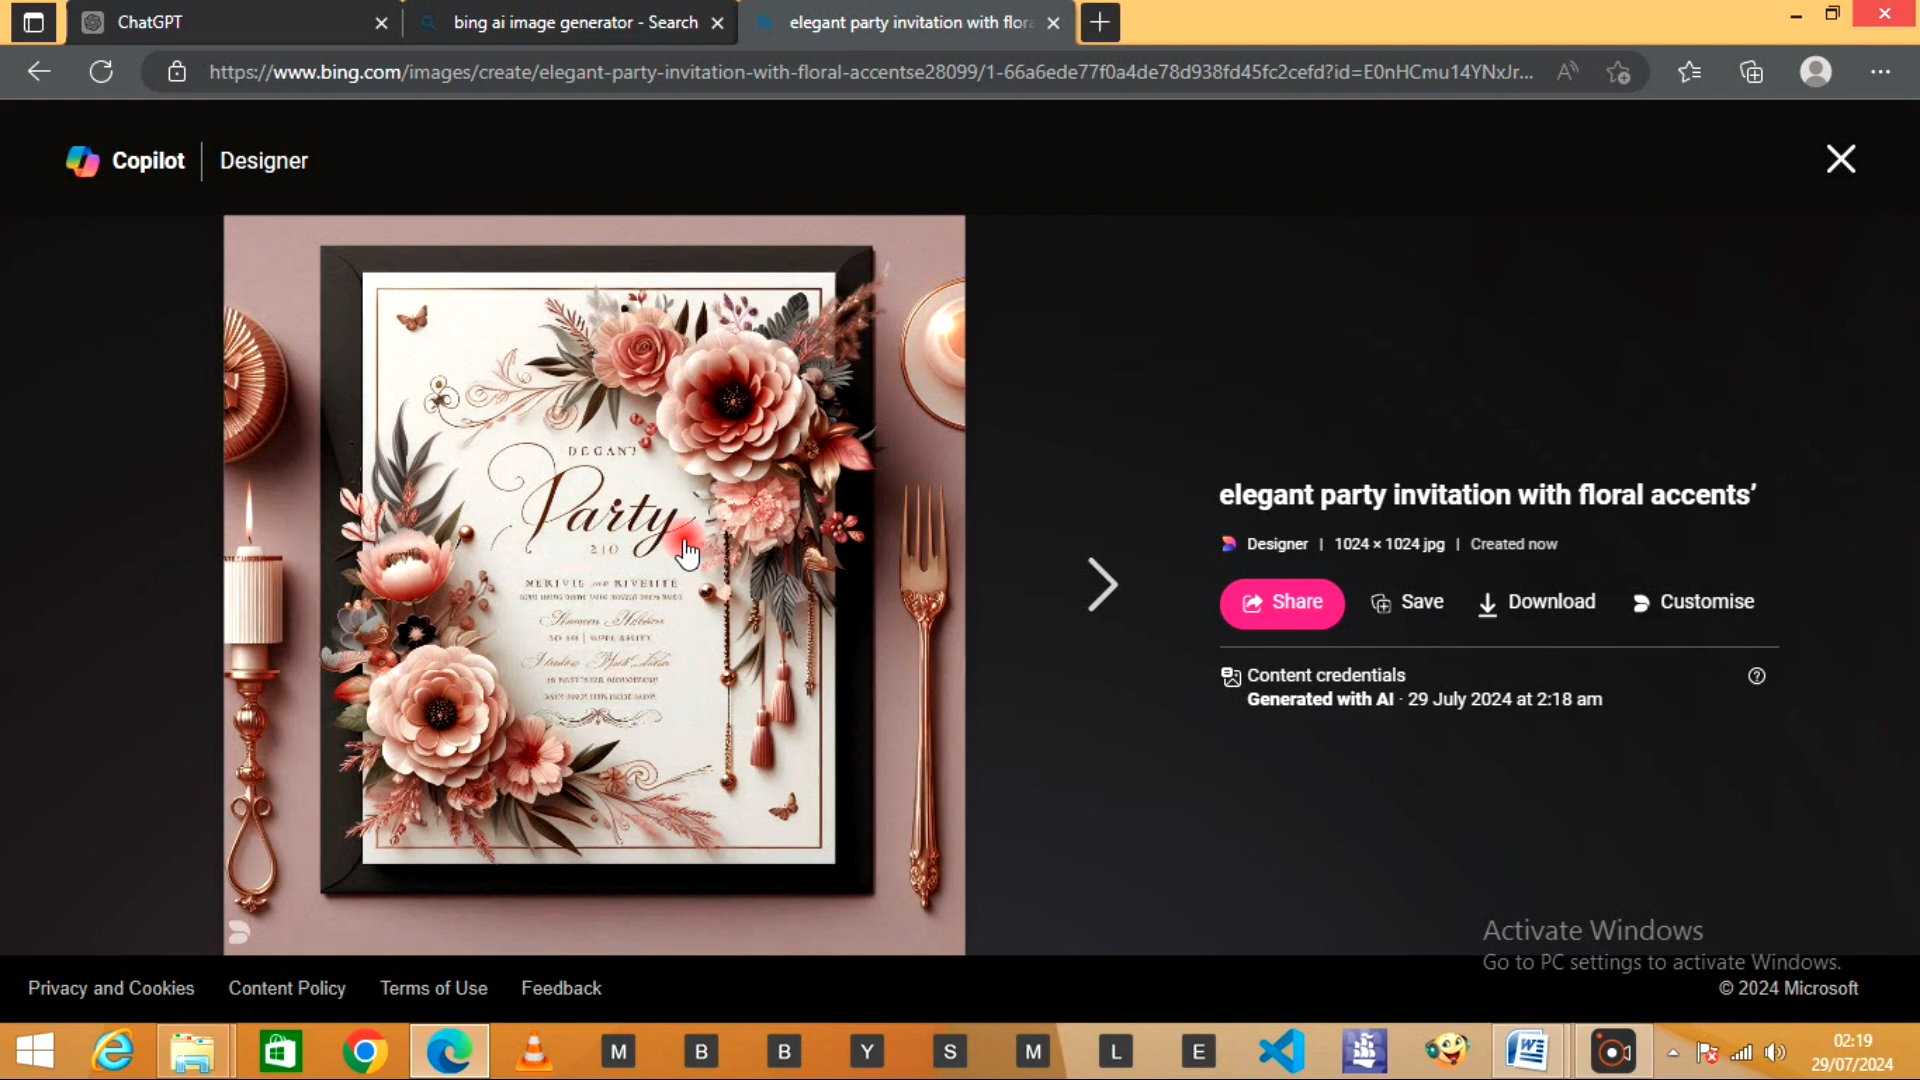 ChatGPT
bing ai image generator - Search
elegant party invitation with flor
https://www.bing.com/images/create/elegant-party-invitation-with-floral-accentse28099/1-66a6ede77f0a4de78d938fd45fc2cefd?id=E0nHCmu14YNxJr...
Copilot
Designer
DEGANT
Party
210
elegant party invitation with floral accents’
Designer | 1024 × 1024 jpg | Created now
Share
Save
Download
Customise
Content credentials
Generated with AI · 29 July 2024 at 2:18 am
Activate Windows
Go to PC settings to activate Windows.
Privacy and Cookies
Content Policy
Terms of Use
Feedback
© 2024 Microsoft
M
B
B
Y
S
M
L
E
02:19
29/07/2024